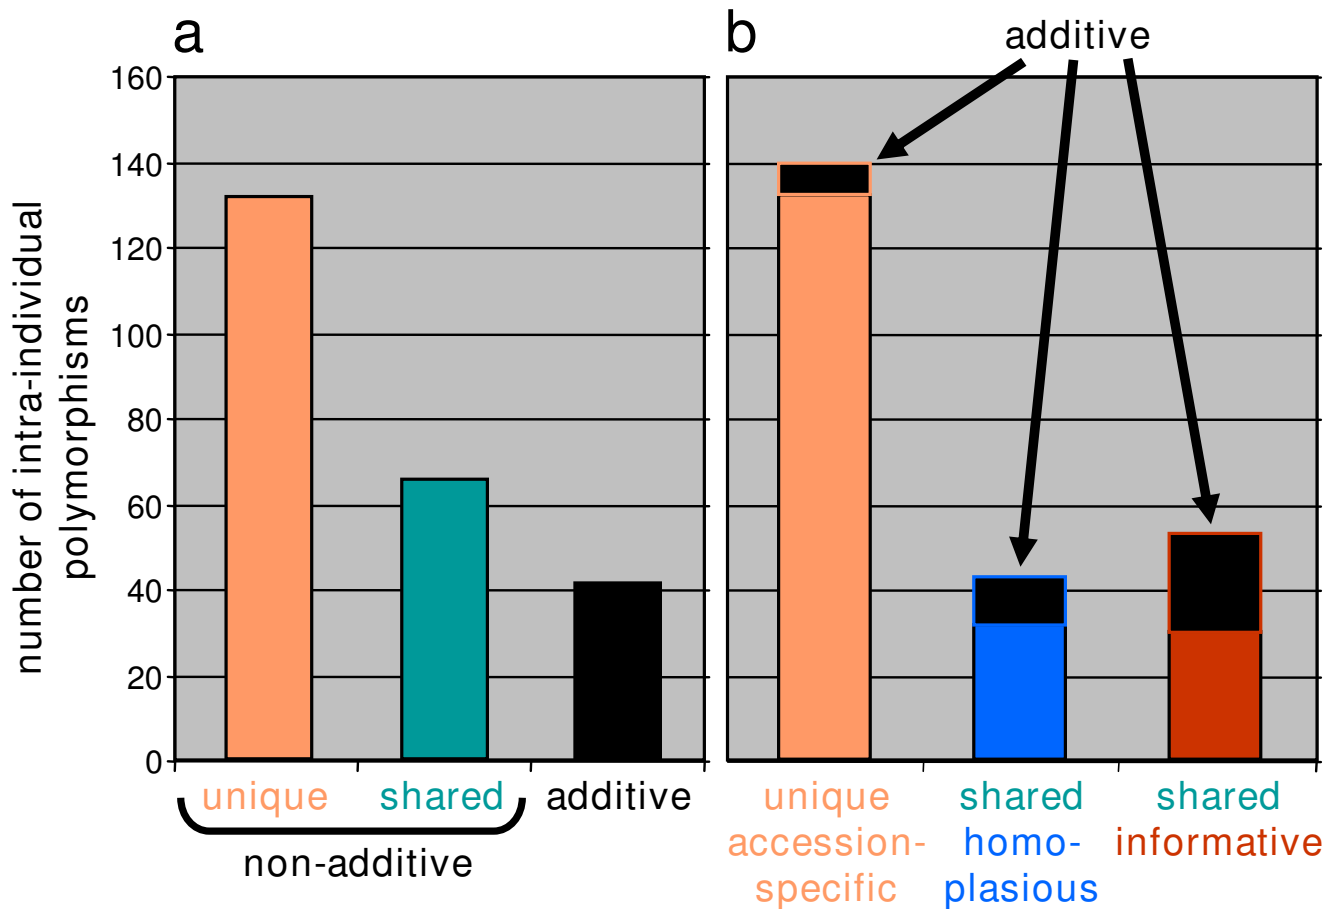 a
b
additive
160
140
120
100
80
60
40
20
0
number of intra-individual
polymorphisms
unique
shared
additive
non-additive
unique
accession-
specific
shared
homo-
plasious
shared
informative